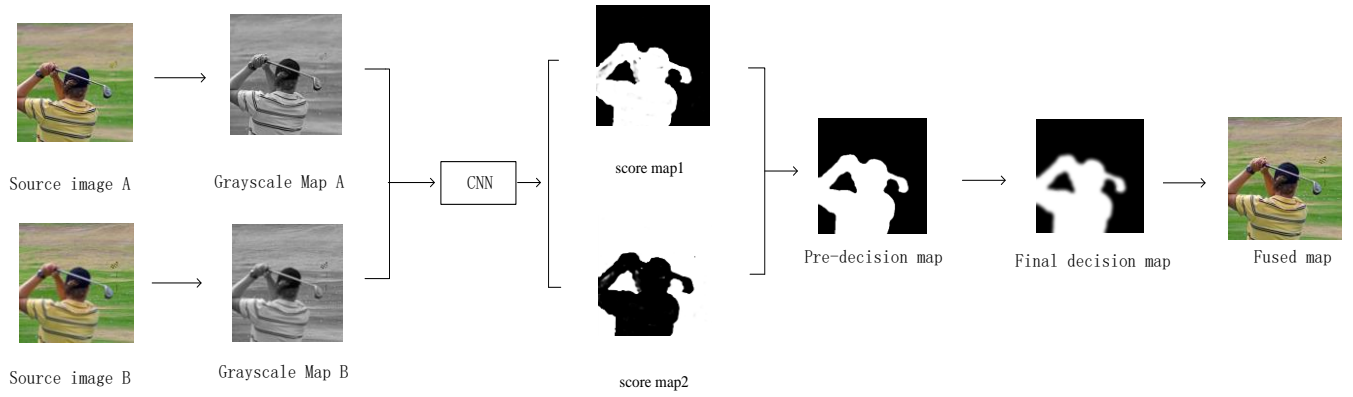 Source image A
Grayscale Map A
Source image B
Grayscale Map B
CNN
score map1
score map2
Pre-decision map
Final decision map
Fused map